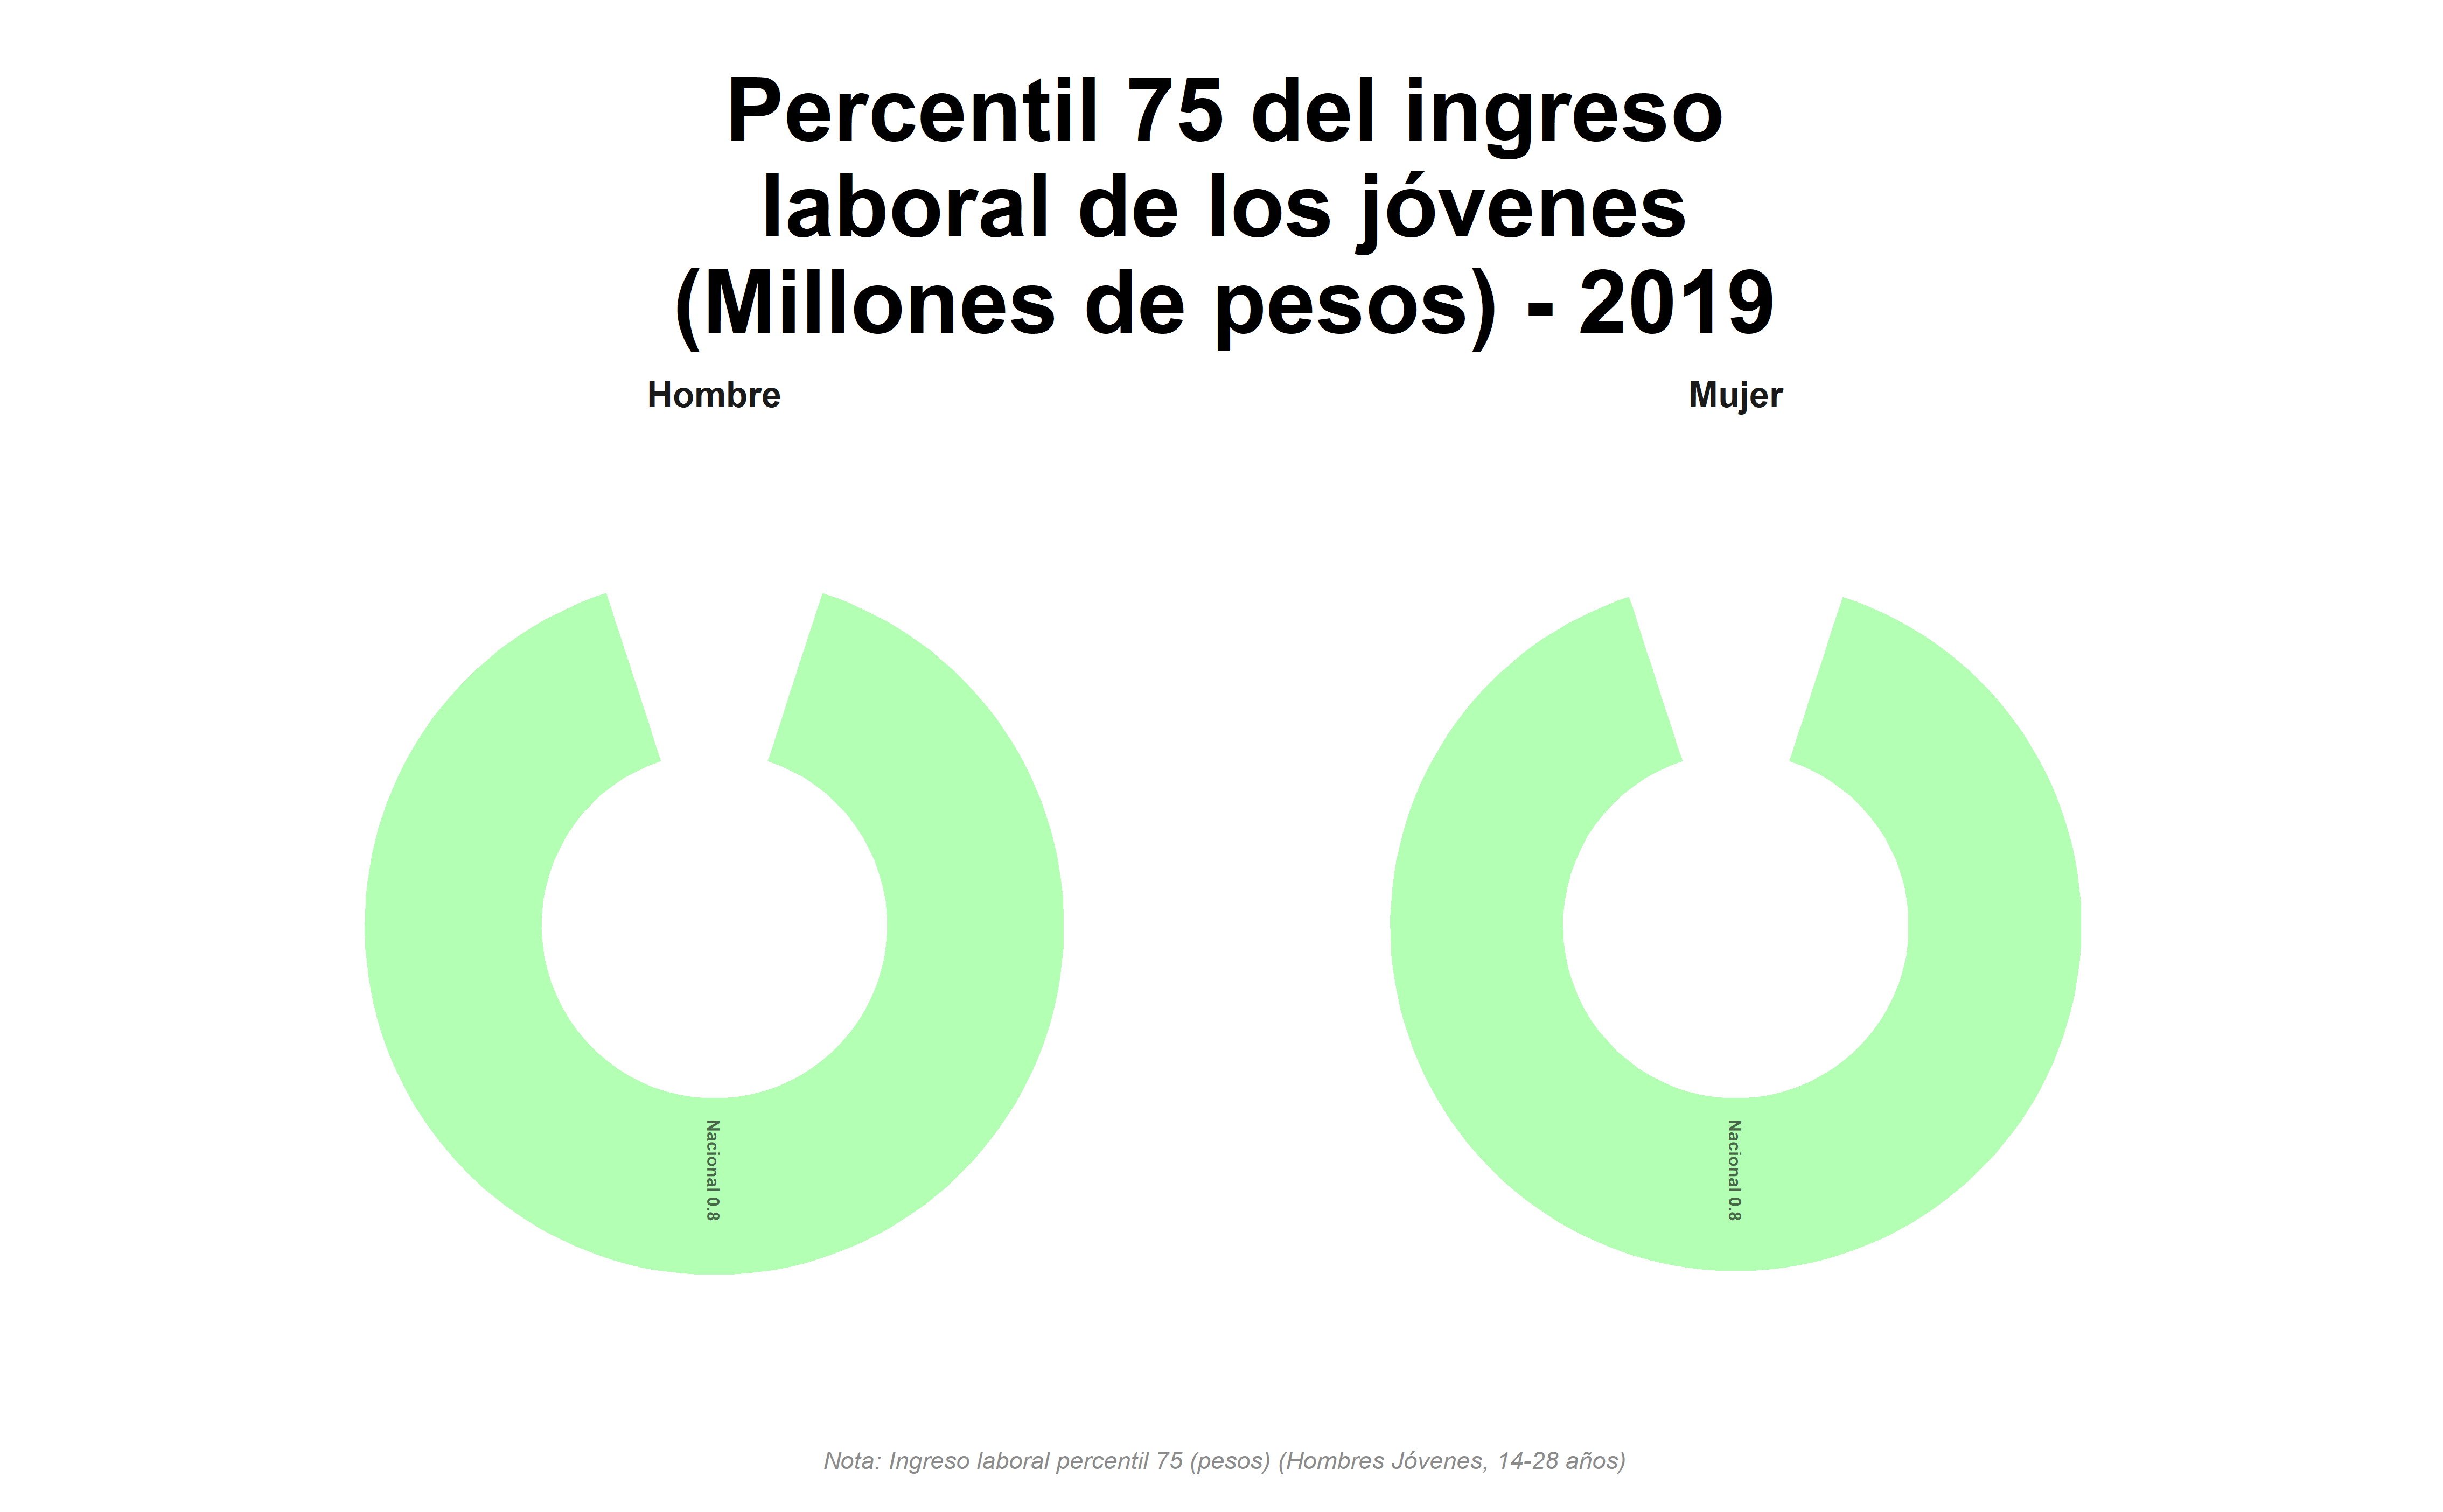 Percentil 75 del ingreso
laboral de los jóvenes
(Millones de pesos) - 2019
Hombre
Mujer
Nacional 0.8
Nacional 0.8
Nota: Ingreso laboral percentil 75 (pesos) (Hombres Jóvenes, 14-28 años)